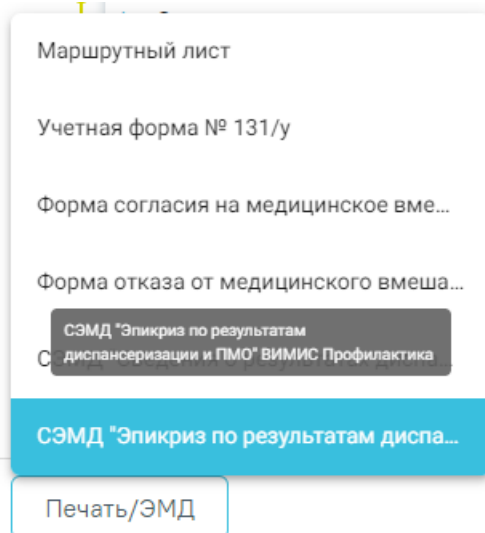 Маршрутный лист
Учетная форма № 131/у
Форма согласия на медицинское вме...
Форма отказа от медицинского вмеша...
СЭМД "Эпикриз по результатам
диспансеризации и ПМО" ВИМИС Профилактика
СЭМД "Эпикриз по результатам диспа...
Печать/ЭМД